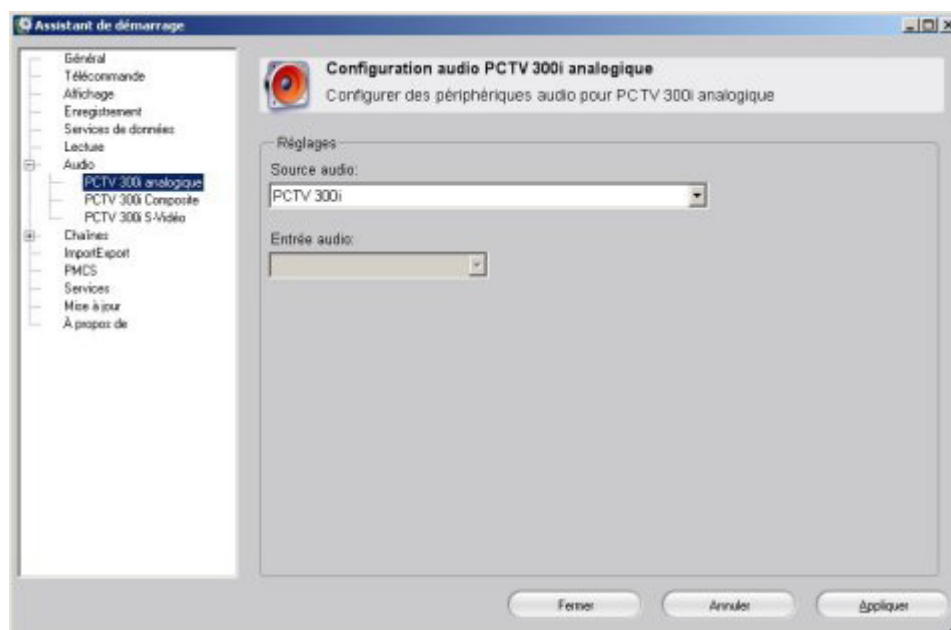 Assistant de démarrage
Général
Télécommande
Affichage
Enregistrement
Services de données
Lecture
Audio
PCTV 300i analogique
PCTV 300i Composite
PCTV 300i S-Vidéo
Chaînes
ImportExport
PMCS
Services
Mise à jour
À propos de
Configuration audio PCTV 300i analogique
Configurer des périphériques audio pour PCTV 300i analogique
Réglages
Source audio:
PCTV 300i
Entrée audio:
Fermer
Annuler
Appliquer